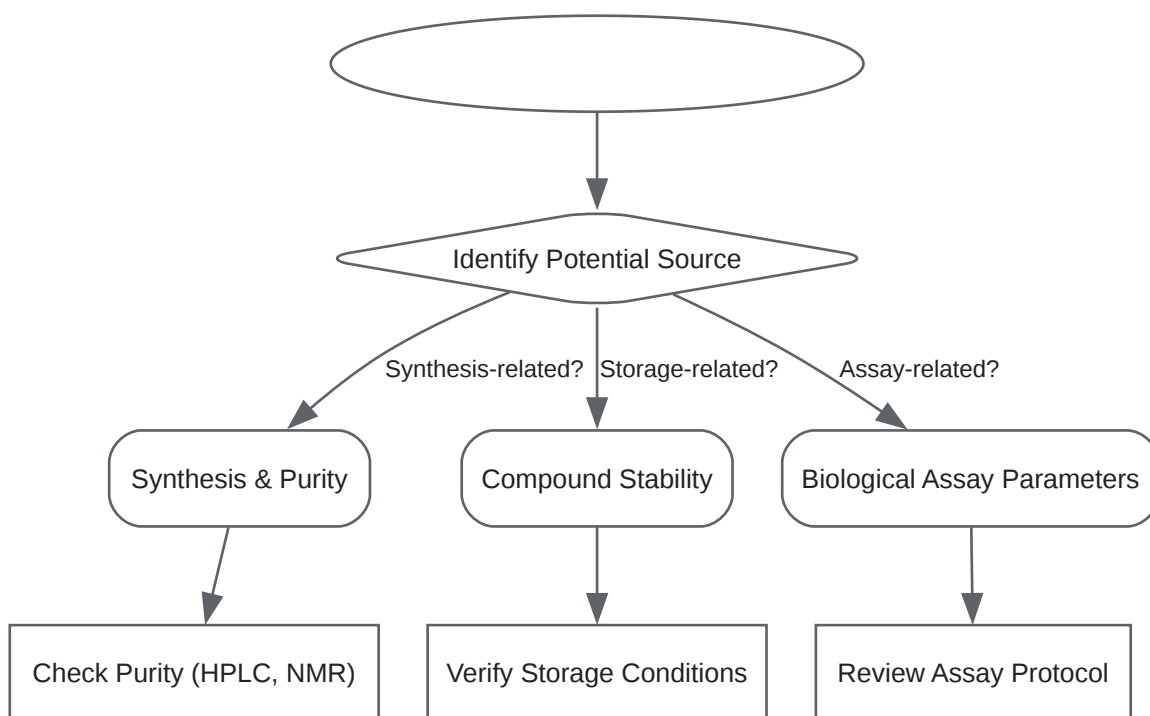 Identify Potential Source
Synthesis-related?
Storage-related?
Assay-related?
Synthesis & Purity
Compound Stability
Biological Assay Parameters
Check Purity (HPLC, NMR)
Verify Storage Conditions
Review Assay Protocol